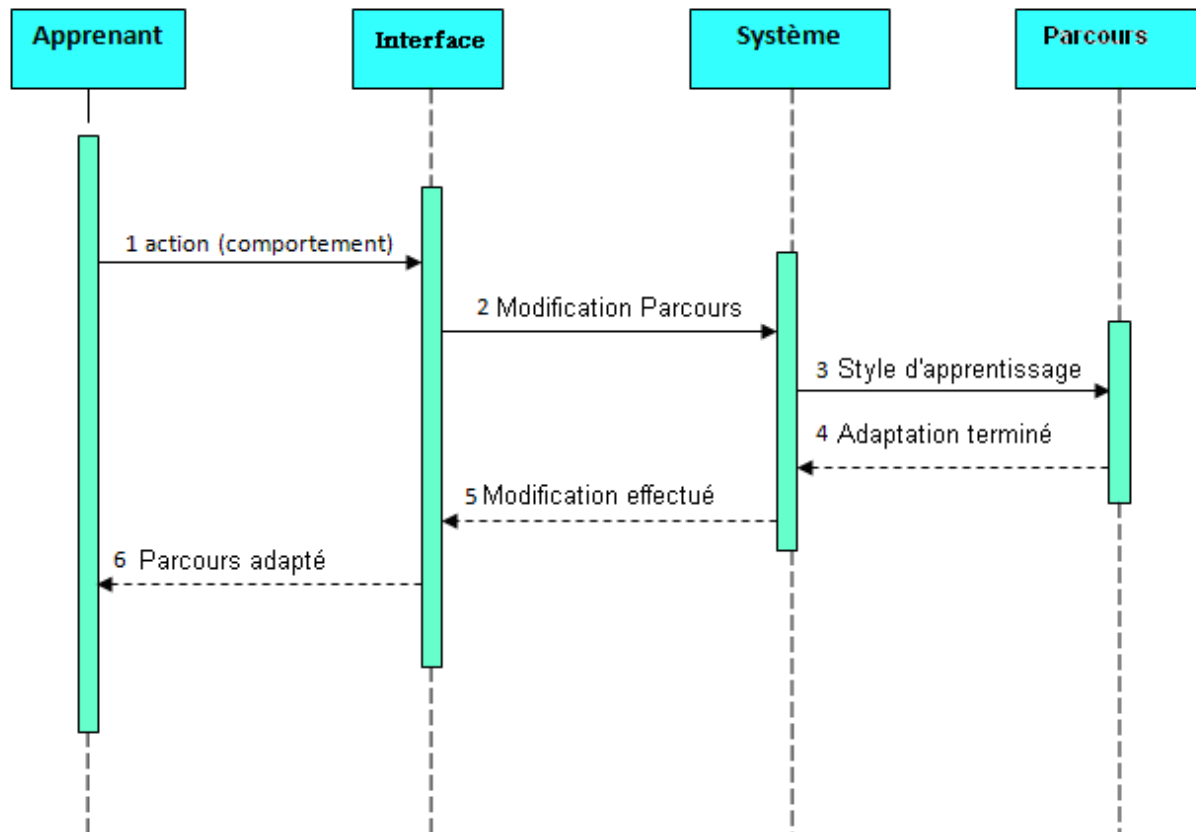 Apprenant
Interface
Système
Parcours
1 action (comportement)
2 Modification Parcours
3 Style d'apprentissage
4 Adaptation terminé
5 Modification effectué
6 Parcours adapté